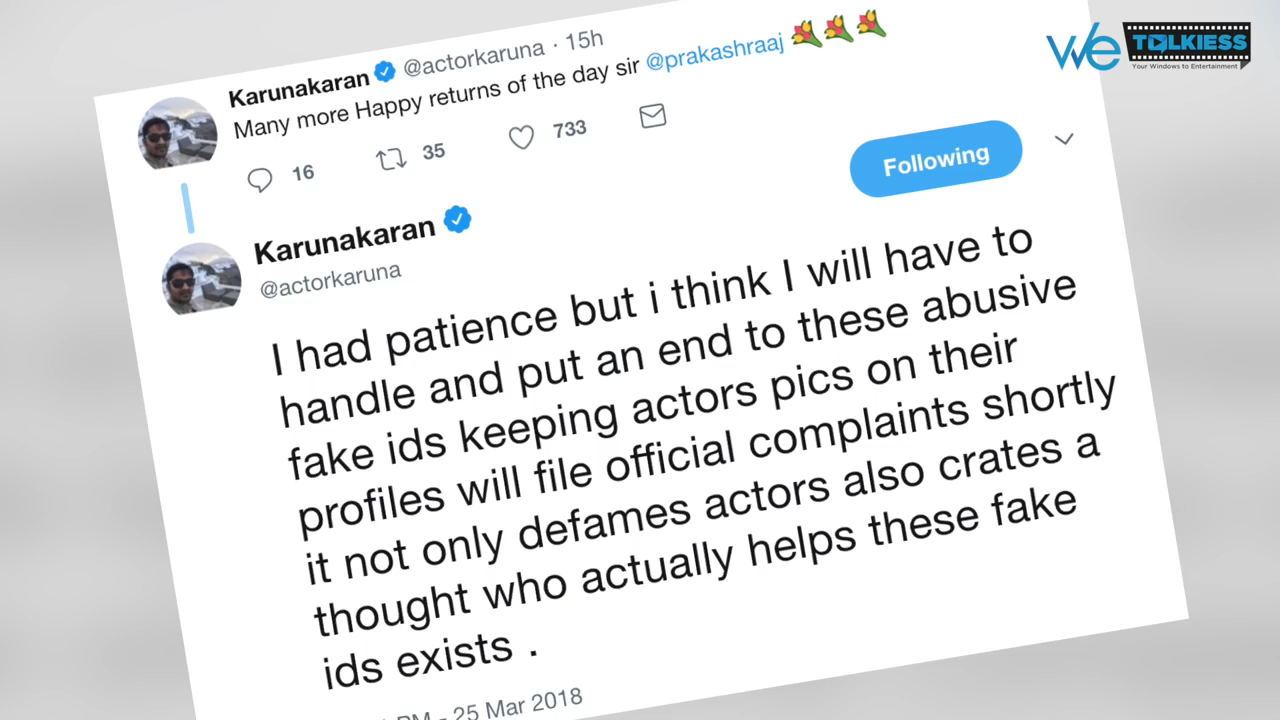 we TOLKIESS
Your Windows to Entertainment
Karunakaran @actorkaruna · 15h
Many more Happy returns of the day sir @prakashraaj
16 35 733
Following
Karunakaran
@actorkaruna
I had patience but i think I will have to
handle and put an end to these abusive
fake ids keeping actors pics on their
profiles will file official complaints shortly
it not only defames actors also crates a
thought who actually helps these fake
ids exists .
PM - 25 Mar 2018